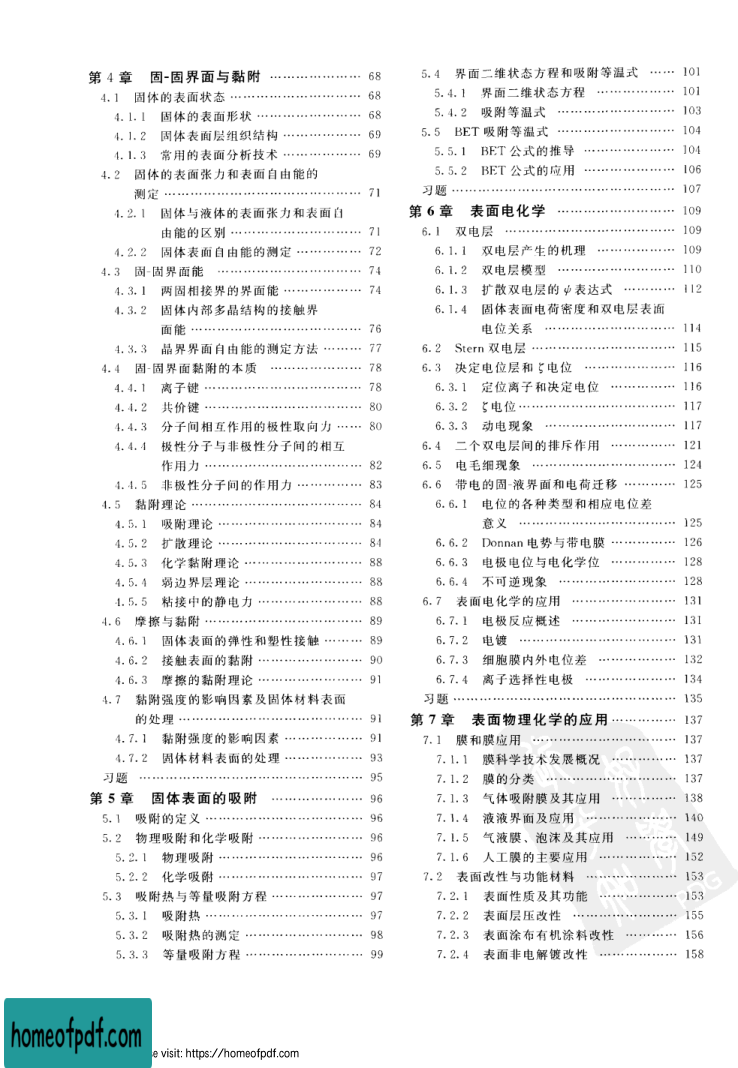 第 4 章 固-固界面与黏附 ………………… 68
4.1 固体的表面状态 ………………………… 68
4.1.1 固体的表面形状 …………………… 68
4.1.2 固体表面层组织结构 ……………… 69
4.1.3 常用的表面分析技术 ……………… 69
4.2 固体的表面张力和表面自由能的
测定 ……………………………………… 71
4.2.1 固体与液体的表面张力和表面自
由能的区别 ………………………… 71
4.2.2 固体表面自由能的测定 …………… 72
4.3 固-固界面能 …………………………… 74
4.3.1 两固相接界的界面能 ……………… 74
4.3.2 固体内部多晶结构的接触界
面能 ………………………………… 76
4.3.3 晶界界面自由能的测定方法 ……… 77
4.4 固-固界面黏附的本质 ………………… 78
4.4.1 离子键 ……………………………… 78
4.4.2 共价键 ……………………………… 80
4.4.3 分子间相互作用的极性取向力 …… 80
4.4.4 极性分子与非极性分子间的相互
作用力 ……………………………… 82
4.4.5 非极性分子间的作用力 …………… 83
4.5 黏附理论 ………………………………… 84
4.5.1 吸附理论 …………………………… 84
4.5.2 扩散理论 …………………………… 84
4.5.3 化学黏附理论 ……………………… 88
4.5.4 弱边界层理论 ……………………… 88
4.5.5 粘接中的静电力 …………………… 88
4.6 摩擦与黏附 ……………………………… 89
4.6.1 固体表面的弹性和塑性接触 ……… 89
4.6.2 接触表面的黏附 …………………… 90
4.6.3 摩擦的黏附理论 …………………… 91
4.7 黏附强度的影响因素及固体材料表面
的处理 …………………………………… 91
4.7.1 黏附强度的影响因素 ……………… 91
4.7.2 固体材料表面的处理 ……………… 93
习题 …………………………………………… 95
第 5 章 固体表面的吸附 ………………… 96
5.1 吸附的定义 ……………………………… 96
5.2 物理吸附和化学吸附 …………………… 96
5.2.1 物理吸附 …………………………… 96
5.2.2 化学吸附 …………………………… 97
5.3 吸附热与等量吸附方程 ………………… 97
5.3.1 吸附热 ……………………………… 97
5.3.2 吸附热的测定 ……………………… 98
5.3.3 等量吸附方程 ……………………… 99
5.4 界面二维状态方程和吸附等温式 …… 101
5.4.1 界面二维状态方程 ……………… 101
5.4.2 吸附等温式 ……………………… 103
5.5 BET 吸附等温式 ……………………… 104
5.5.1 BET 公式的推导 ………………… 104
5.5.2 BET 公式的应用 ………………… 106
习题 ………………………………………… 107
第 6 章 表面电化学 ……………………… 109
6.1 双电层 ………………………………… 109
6.1.1 双电层产生的机理 ……………… 109
6.1.2 双电层模型 ……………………… 110
6.1.3 扩散双电层的 ψ 表达式 ………… 112
6.1.4 固体表面电荷密度和双电层表面
电位关系 ………………………… 114
6.2 Stern 双电层 …………………………… 115
6.3 决定电位层和 ζ 电位 ………………… 116
6.3.1 定位离子和决定电位 …………… 116
6.3.2 ζ 电位 …………………………… 117
6.3.3 动电现象 ………………………… 117
6.4 二个双电层间的排斥作用 …………… 121
6.5 电毛细现象 …………………………… 124
6.6 带电的固-液界面和电荷迁移 ………… 125
6.6.1 电位的各种类型和相应电位差
意义 ……………………………… 125
6.6.2 Donnan 电势与带电膜 …………… 126
6.6.3 电极电位与电化学位 …………… 128
6.6.4 不可逆现象 ……………………… 128
6.7 表面电化学的应用 …………………… 131
6.7.1 电极反应概述 …………………… 131
6.7.2 电镀 ……………………………… 131
6.7.3 细胞膜内外电位差 ……………… 132
6.7.4 离子选择性电极 ………………… 134
习题 ………………………………………… 135
第 7 章 表面物理化学的应用 …………… 137
7.1 膜和膜应用 …………………………… 137
7.1.1 膜科学技术发展概况 …………… 137
7.1.2 膜的分类 ………………………… 137
7.1.3 气体吸附膜及其应用 …………… 138
7.1.4 液液界面及应用 ………………… 140
7.1.5 气液膜、泡沫及其应用 ………… 149
7.1.6 人工膜的主要应用 ……………… 152
7.2 表面改性与功能材料 ………………… 153
7.2.1 表面性质及其功能 ……………… 153
7.2.2 表面层压改性 …………………… 155
7.2.3 表面涂布有机涂料改性 ………… 156
7.2.4 表面非电解镀改性 ……………… 158
PDG
homeofpdf.com
e visit: https://homeofpdf.com